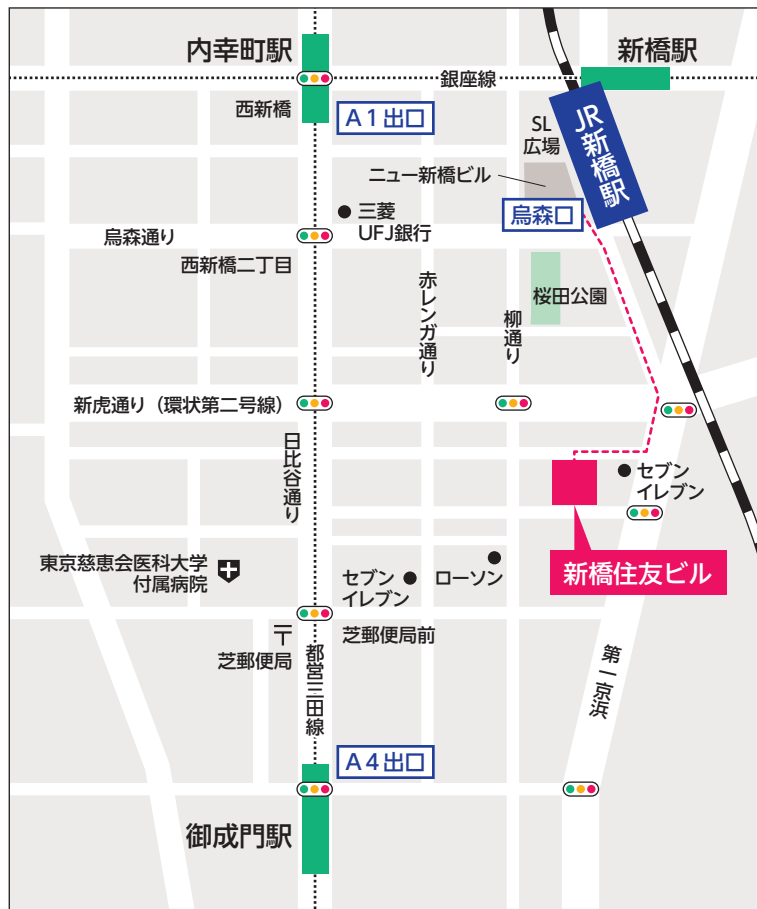 内幸町駅
新橋駅
銀座線
西新橋
A1出口
SL
広場
JR新橋駅
ニュー新橋ビル
烏森口
三菱
UFJ銀行
烏森通り
西新橋二丁目
赤レンガ通り
柳通り
桜田公園
新虎通り（環状第二号線）
日比谷通り
セブン
イレブン
東京慈恵会医科大学
付属病院
セブン
イレブン
ローソン
新橋住友ビル
〒
芝郵便局
芝郵便局前
都営三田線
第一京浜
A4出口
御成門駅